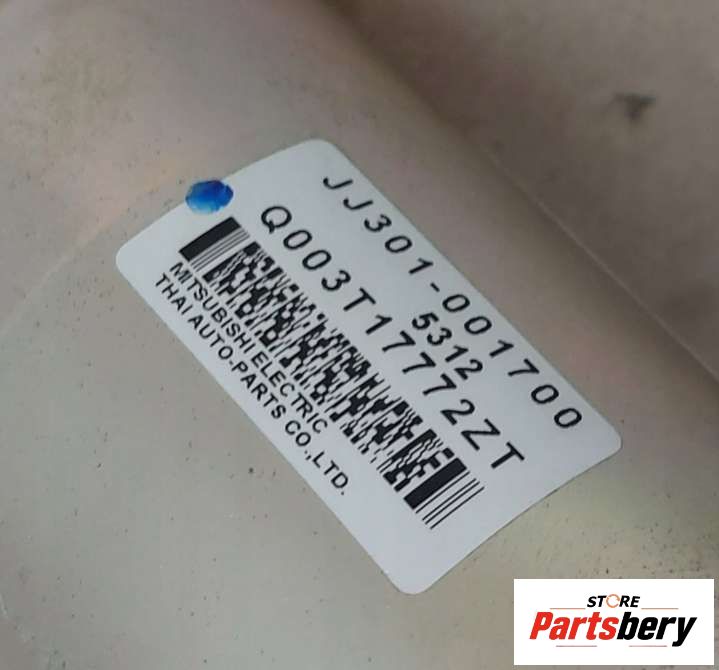 JJ301-001700
5312
Q003T17772ZT
MITSUBISHI ELECTRIC
THAI AUTO-PARTS CO.,LTD.
STORE
Partsbery